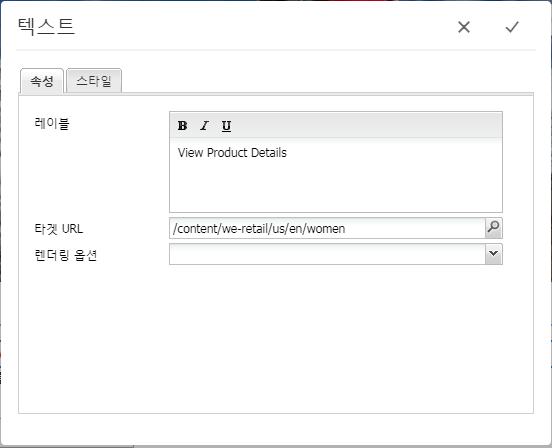 텍스트
속성 스타일
레이블
B I U
View Product Details
타겟 URL /content/we-retail/us/en/women
렌더링 옵션